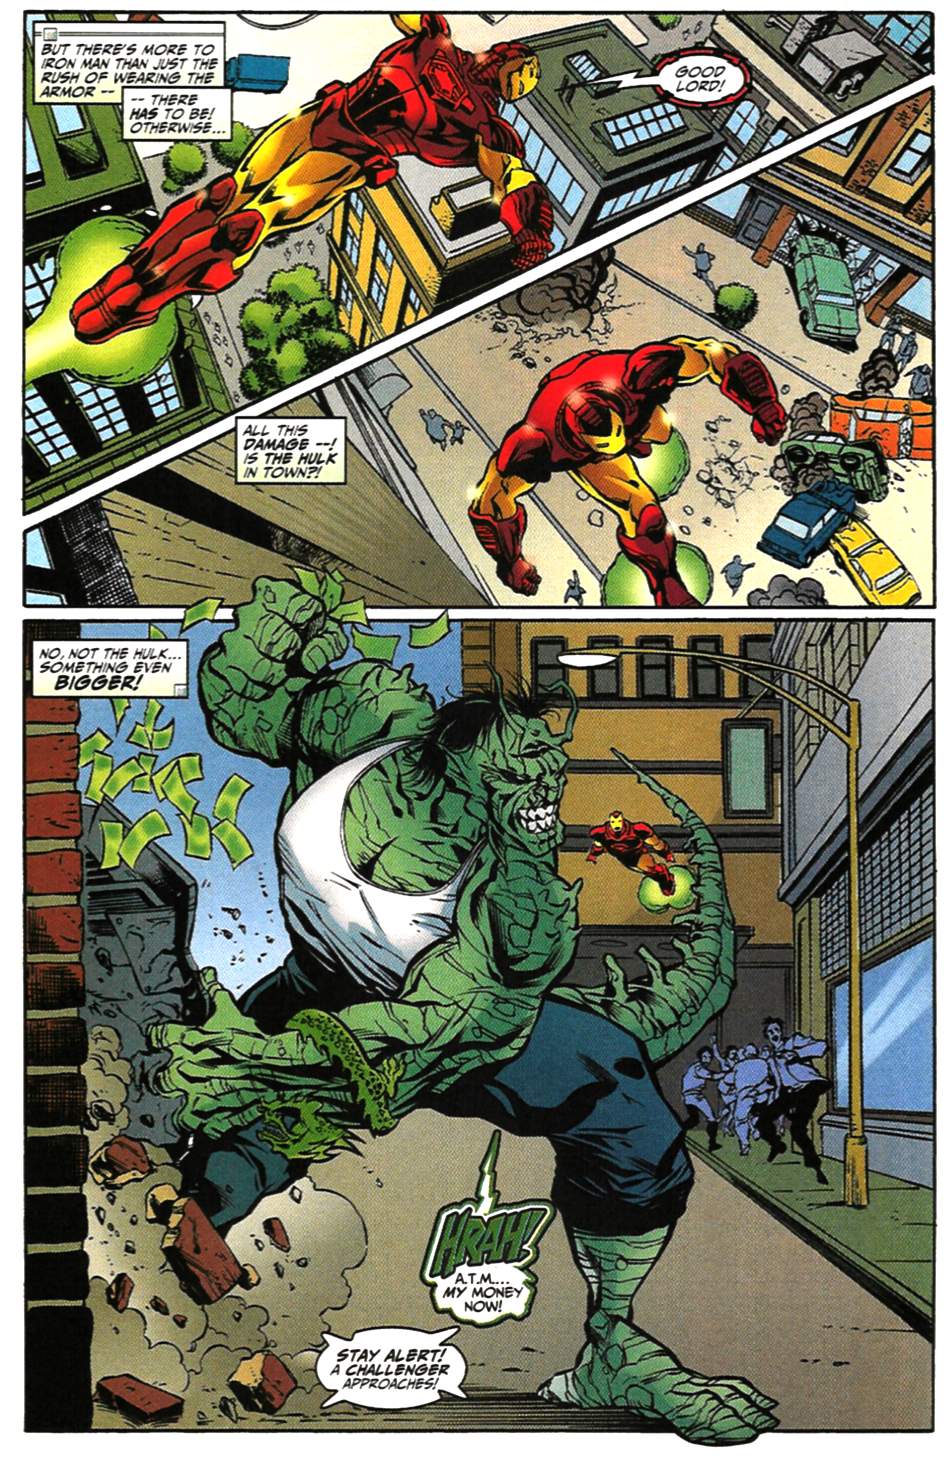 BUT THERE'S MORE TO
IRON MAN THAN JUST THE
RUSH OF WEARING THE
ARMOR --
-- THERE
HAS TO BE!
OTHERWISE...
GOOD
LORD!
ALL THIS
DAMAGE --!
IS THE HULK
IN TOWN?!
NO, NOT THE HULK...
SOMETHING EVEN
BIGGER!
HRAH!
A.T.M....
MY MONEY
NOW!
STAY ALERT!
A CHALLENGER
APPROACHES!